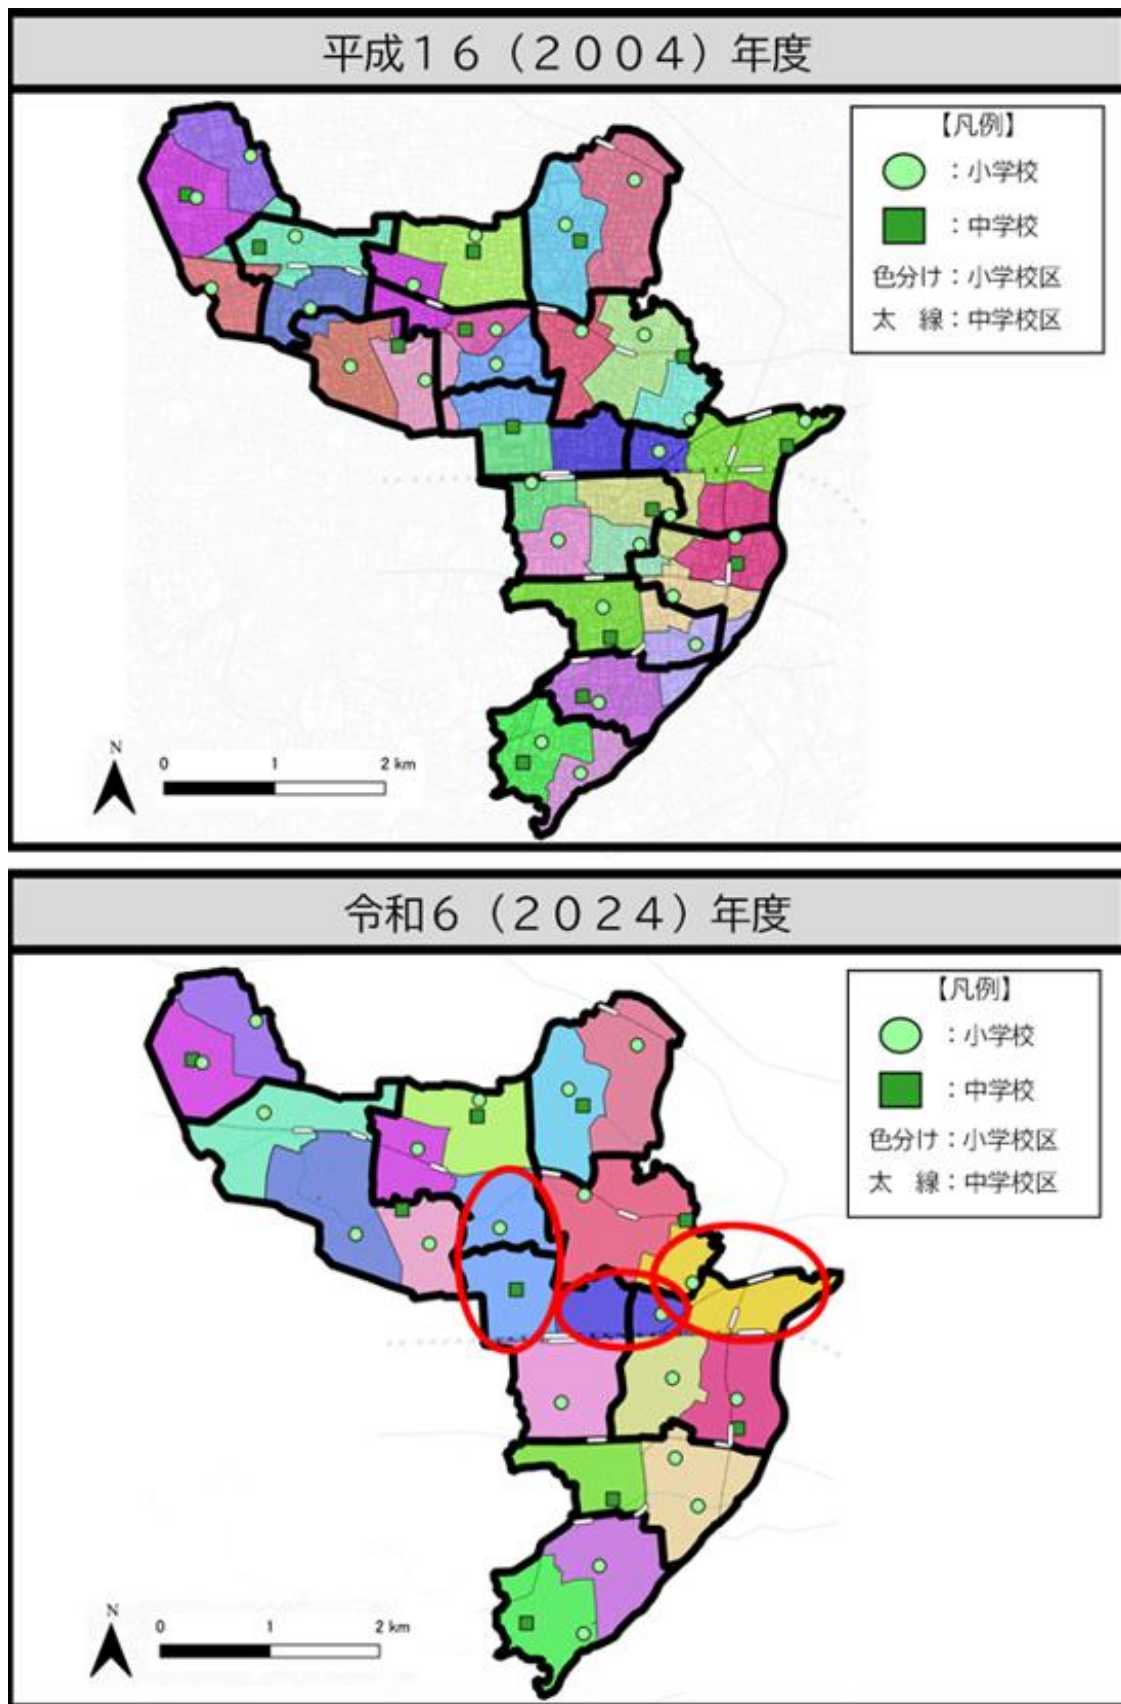 平成１６（２００４）年度
【凡例】
：小学校
：中学校
色分け：小学校区
太　線：中学校区
N
0 1 2 km
令和６（２０２４）年度
【凡例】
：小学校
：中学校
色分け：小学校区
太　線：中学校区
N
0 1 2 km